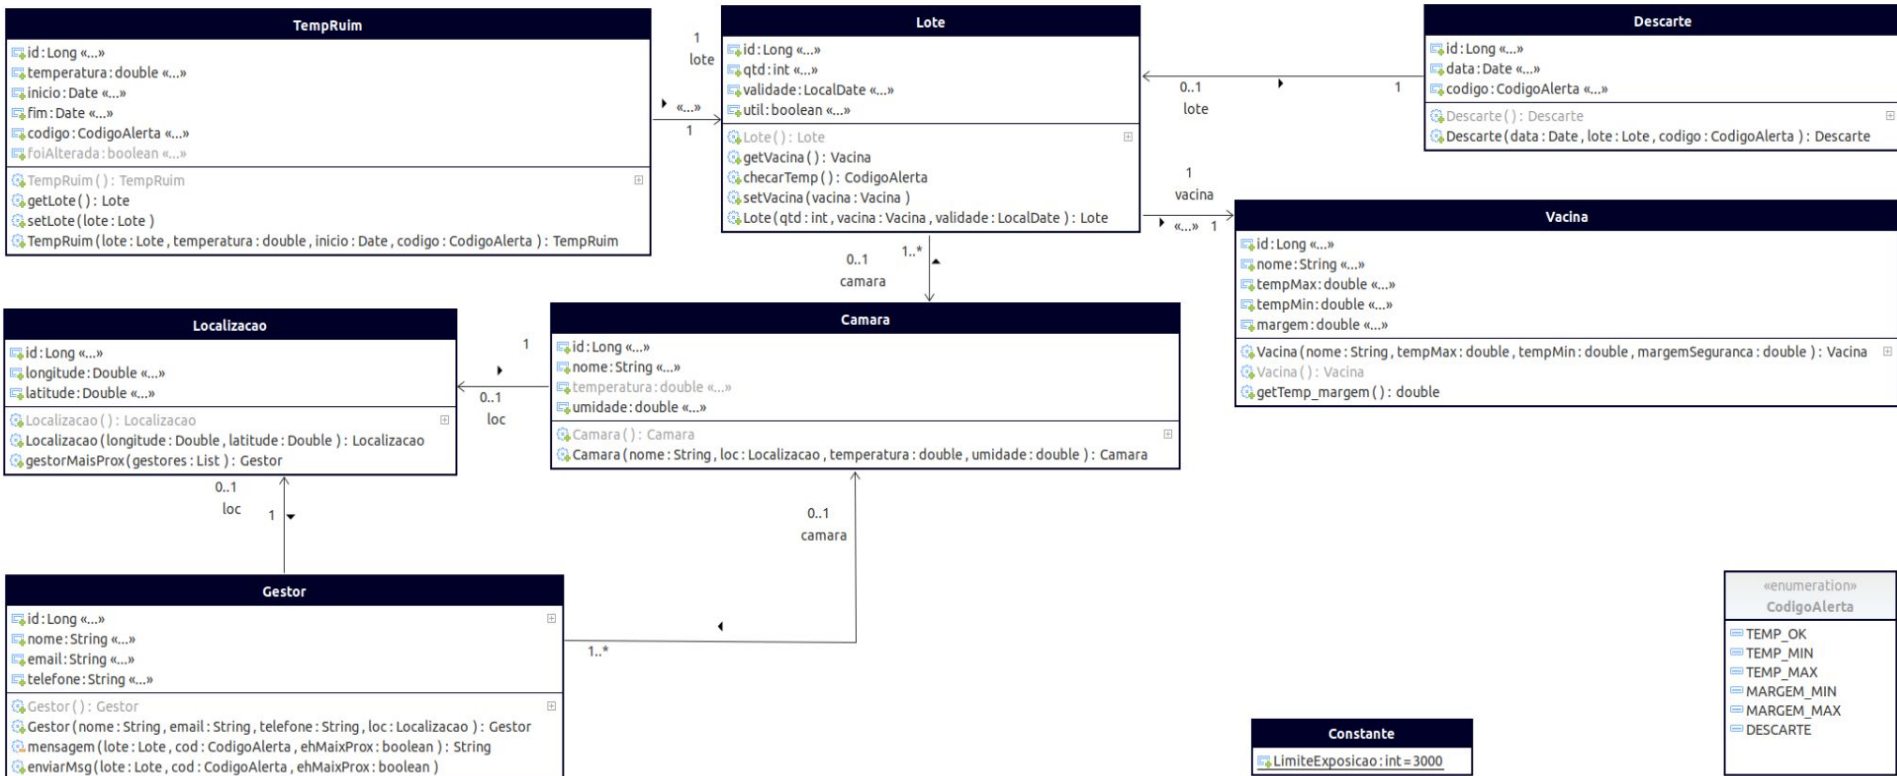 TempRuim
id : Long «...»
temperatura : double «...»
inicio : Date «...»
fim : Date «...»
codigo : CodigoAlerta «...»
foiAlterada : boolean «...»
TempRuim ( ) : TempRuim
getLote ( ) : Lote
setLote (lote : Lote )
TempRuim (lote : Lote , temperatura : double , inicio : Date , codigo : CodigoAlerta ) : TempRuim
1
lote
«...»
1
Lote
id : Long «...»
qtd : int «...»
validade : LocalDate «...»
util : boolean «...»
Lote ( ) : Lote
getVacina ( ) : Vacina
checarTemp ( ) : CodigoAlerta
setVacina (vacina : Vacina )
Lote (qtd : int , vacina : Vacina , validade : LocalDate ) : Lote
0..1
lote
1
Descarte
id : Long «...»
data : Date «...»
codigo : CodigoAlerta «...»
Descarte ( ) : Descarte
Descarte (data : Date , lote : Lote , codigo : CodigoAlerta ) : Descarte
1
vacina
«...» 1
Vacina
id : Long «...»
nome : String «...»
tempMax : double «...»
tempMin : double «...»
margem : double «...»
Vacina (nome : String , tempMax : double , tempMin : double , margemSeguranca : double ) : Vacina
Vacina ( ) : Vacina
getTemp_margem ( ) : double
0..1
camara
1..*
Localizacao
id : Long «...»
longitude : Double «...»
latitude : Double «...»
Localizacao ( ) : Localizacao
Localizacao (longitude : Double , latitude : Double ) : Localizacao
gestorMaisProx (gestores : List ) : Gestor
1
0..1
loc
Camara
id : Long «...»
nome : String «...»
temperatura : double «...»
umidade : double «...»
Camara ( ) : Camara
Camara (nome : String , loc : Localizacao , temperatura : double , umidade : double ) : Camara
0..1
loc
1
0..1
camara
1..*
Gestor
id : Long «...»
nome : String «...»
email : String «...»
telefone : String «...»
Gestor ( ) : Gestor
Gestor (nome : String , email : String , telefone : String , loc : Localizacao ) : Gestor
mensagem (lote : Lote , cod : CodigoAlerta , ehMaixProx : boolean ) : String
enviarMsg (lote : Lote , cod : CodigoAlerta , ehMaixProx : boolean )
Constante
LimiteExposicao : int = 3000
«enumeration»
CodigoAlerta
TEMP_OK
TEMP_MIN
TEMP_MAX
MARGEM_MIN
MARGEM_MAX
DESCARTE